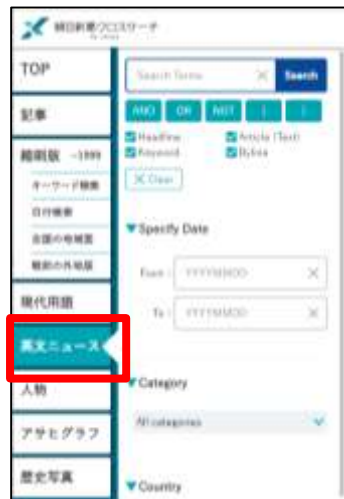 朝日新聞クロスサーチ
TOP
記事
縮刷版 -1999
キーワード検索
日付検索
全国の地域面
戦前の外地版
現代用語
英文ニュース
人物
アサヒグラフ
歴史写真
Search Terms
Search
AND OR NOT ( )
Headline Article (Text)
Keyword Byline
Clear
Specify Date
From : YYYYMMDD
To : YYYYMMDD
Category
All categories
Country